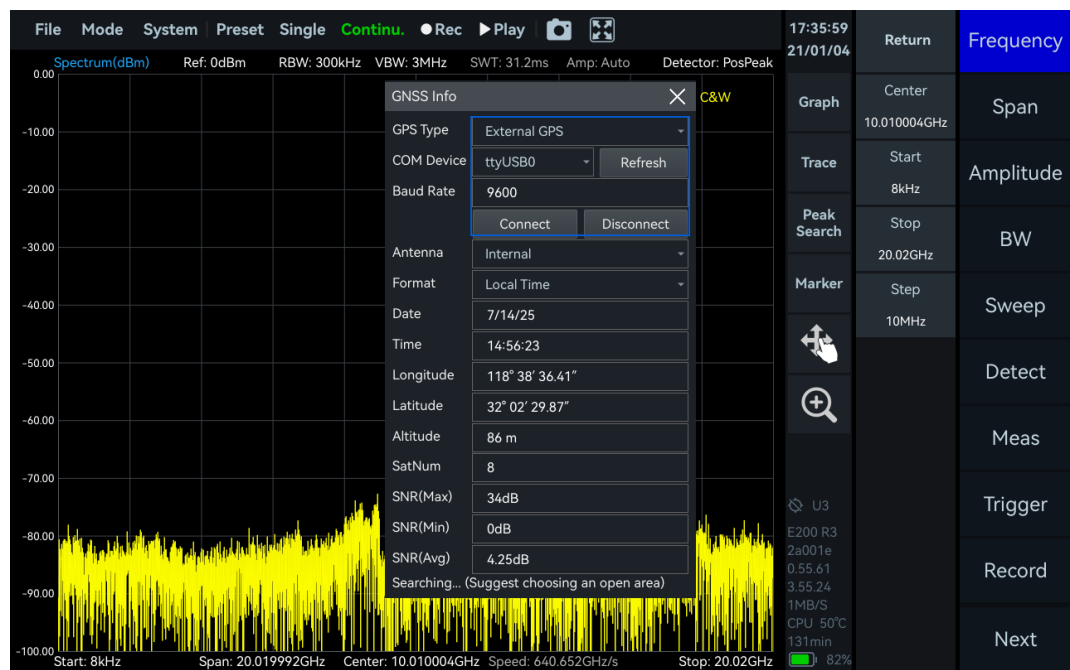 File Mode System Preset Single Continu. Rec Play
17:35:59
21/01/04
Spectrum(dBm) Ref: 0dBm RBW: 300kHz VBW: 3MHz SWT: 31.2ms Amp: Auto Detector: PosPeak
0.00
-10.00
-20.00
-30.00
-40.00
-50.00
-60.00
-70.00
-80.00
-90.00
-100.00
C&W
GNSS Info
GPS Type External GPS
COM Device ttyUSB0 Refresh
Baud Rate 9600
Connect Disconnect
Antenna Internal
Format Local Time
Date 7/14/25
Time 14:56:23
Longitude 118° 38′ 36.41″
Latitude 32° 02′ 29.87″
Altitude 86 m
SatNum 8
SNR(Max) 34dB
SNR(Min) 0dB
SNR(Avg) 4.25dB
Searching... (Suggest choosing an open area)
Start: 8kHz Span: 20.019992GHz Center: 10.010004GHz Speed: 640.652GHz/s Stop: 20.02GHz
Graph
Trace
Peak
Search
Marker
U3
E200 R3
2a001e
0.55.61
3.55.24
1MB/S
CPU 50°C
131min
82%
Return
Center
10.010004GHz
Start
8kHz
Stop
20.02GHz
Step
10MHz
Frequency
Span
Amplitude
BW
Sweep
Detect
Meas
Trigger
Record
Next